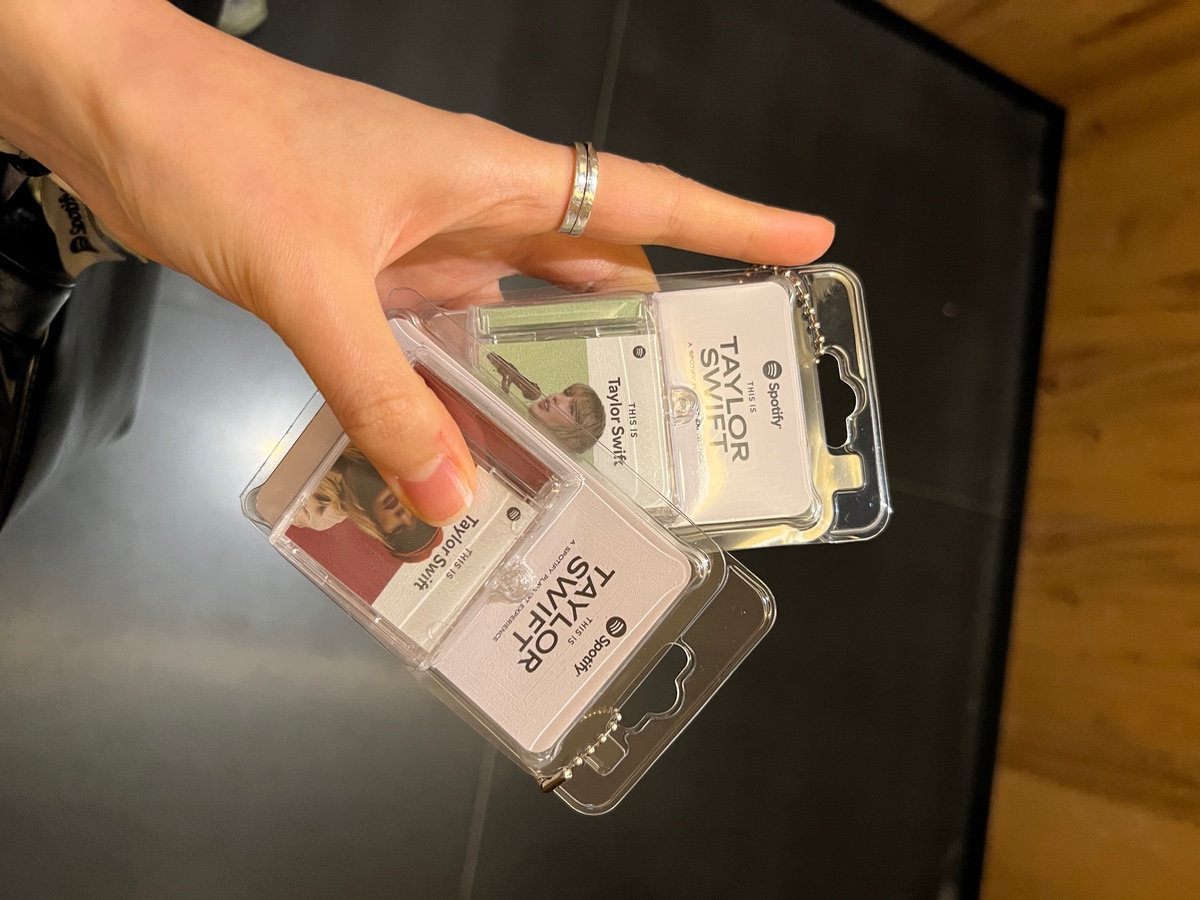 Spotify
THIS IS
TAYLOR
SWIFT
A SPOTIFY
THIS IS
Taylor Swift
Spotify
THIS IS
TAYLOR
SWIFT
A SPOTIFY PLAYLIST EXPERIENCE
THIS IS
Taylor Swift